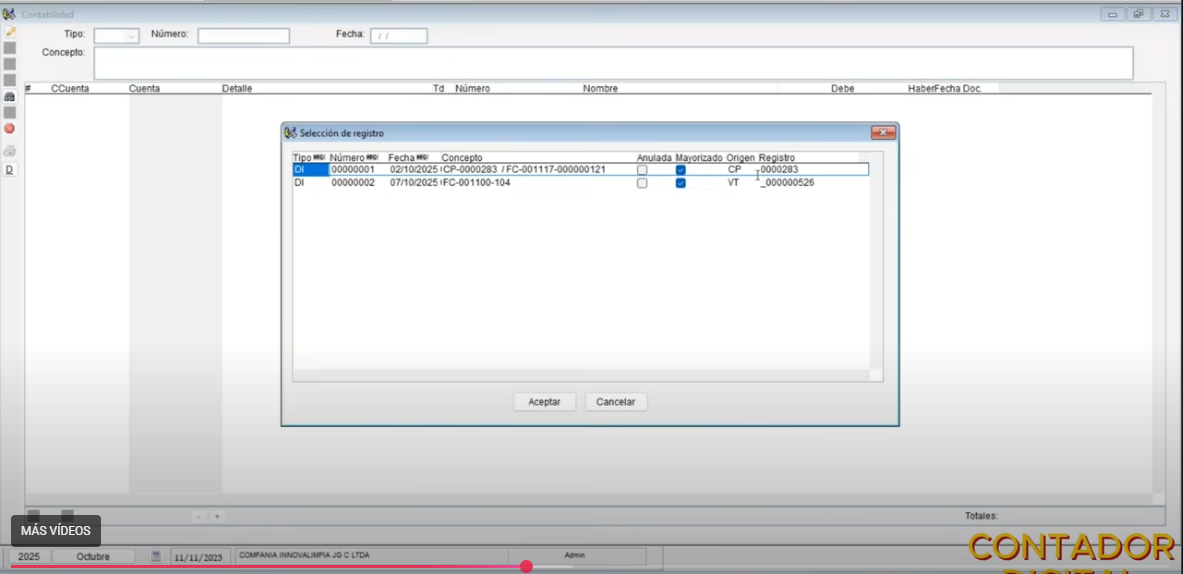 Contabilidad
Tipo: Número: Fecha: / /
Concepto:
# CCuenta Cuenta Detalle Td Número Nombre Debe HaberFecha Doc.
Selección de registro
Tipo Número Fecha Concepto Anulada Mayorizado Origen Registro
DI 00000001 02/10/2025 CP-0000283 / FC-001117-000000121 CP _0000283
DI 00000002 07/10/2025 FC-001100-104 VT _000000526
Aceptar Cancelar
- + Totales:
MÁS VÍDEOS
2025 Octubre 11/11/2025 COMPANIA INNOVALIMPIA JG C LTDA Admin
CONTADOR
DIGITAL